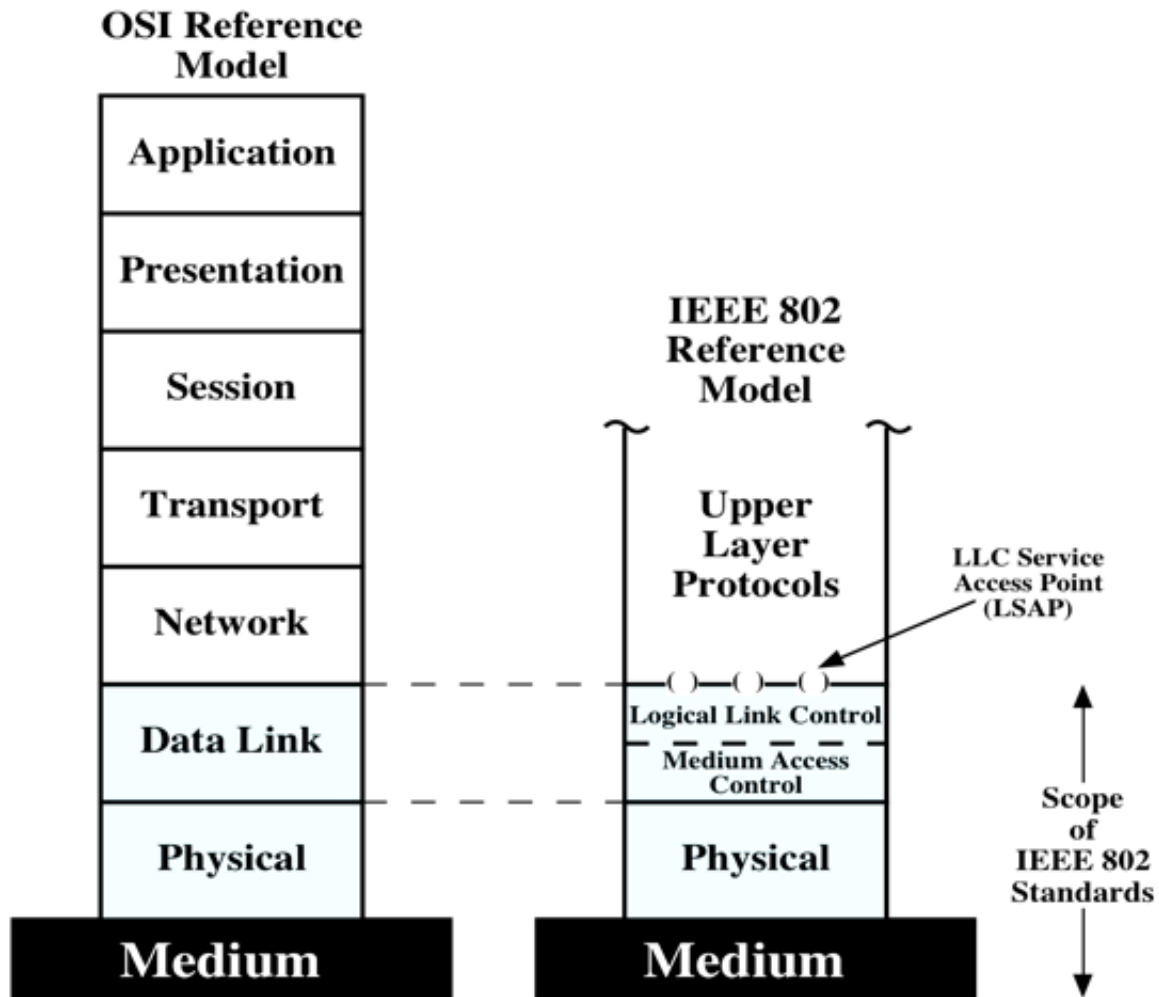 OSI Reference
Model
Application
Presentation
Session
Transport
Network
Data Link
Physical
Medium
IEEE 802
Reference
Model
Upper
Layer
Protocols
LLC Service
Access Point
(LSAP)
Logical Link Control
Medium Access
Control
Physical
Medium
Scope
of
IEEE 802
Standards